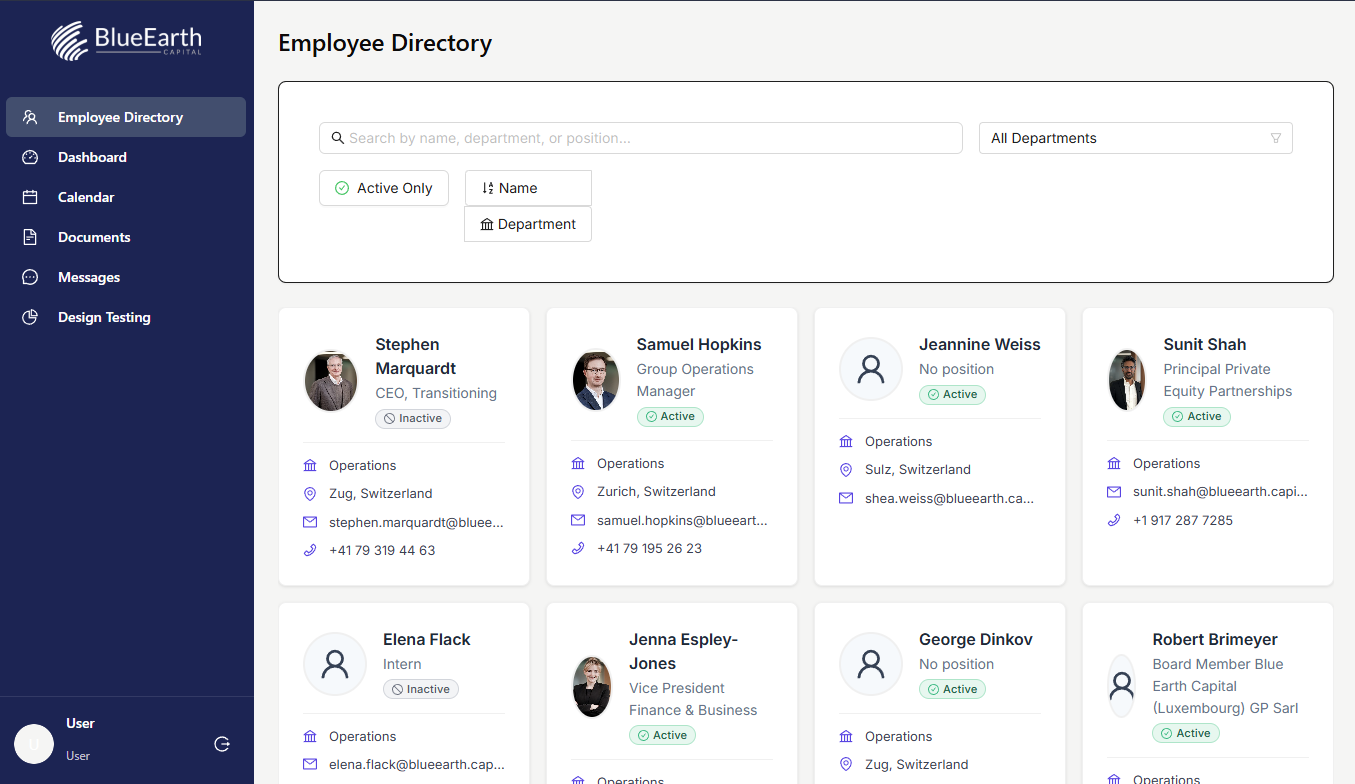 BlueEarth
CAPITAL
Employee Directory
Dashboard
Calendar
Documents
Messages
Design Testing
U
User
User
Employee Directory
Search by name, department, or position...
All Departments
Active Only
Name
Department
Stephen
Marquardt
CEO, Transitioning
Inactive
Operations
Zug, Switzerland
stephen.marquardt@bluee...
+41 79 319 44 63
Samuel Hopkins
Group Operations
Manager
Active
Operations
Zurich, Switzerland
samuel.hopkins@blueeart...
+41 79 195 26 23
Jeannine Weiss
No position
Active
Operations
Sulz, Switzerland
shea.weiss@blueearth.ca...
Sunit Shah
Principal Private
Equity Partnerships
Active
Operations
sunit.shah@blueearth.capi...
+1 917 287 7285
Elena Flack
Intern
Inactive
Operations
elena.flack@blueearth.cap...
Jenna Espley-
Jones
Vice President
Finance & Business
Active
Operations
George Dinkov
No position
Active
Operations
Zug, Switzerland
Robert Brimeyer
Board Member Blue
Earth Capital
(Luxembourg) GP Sarl
Active
Operations